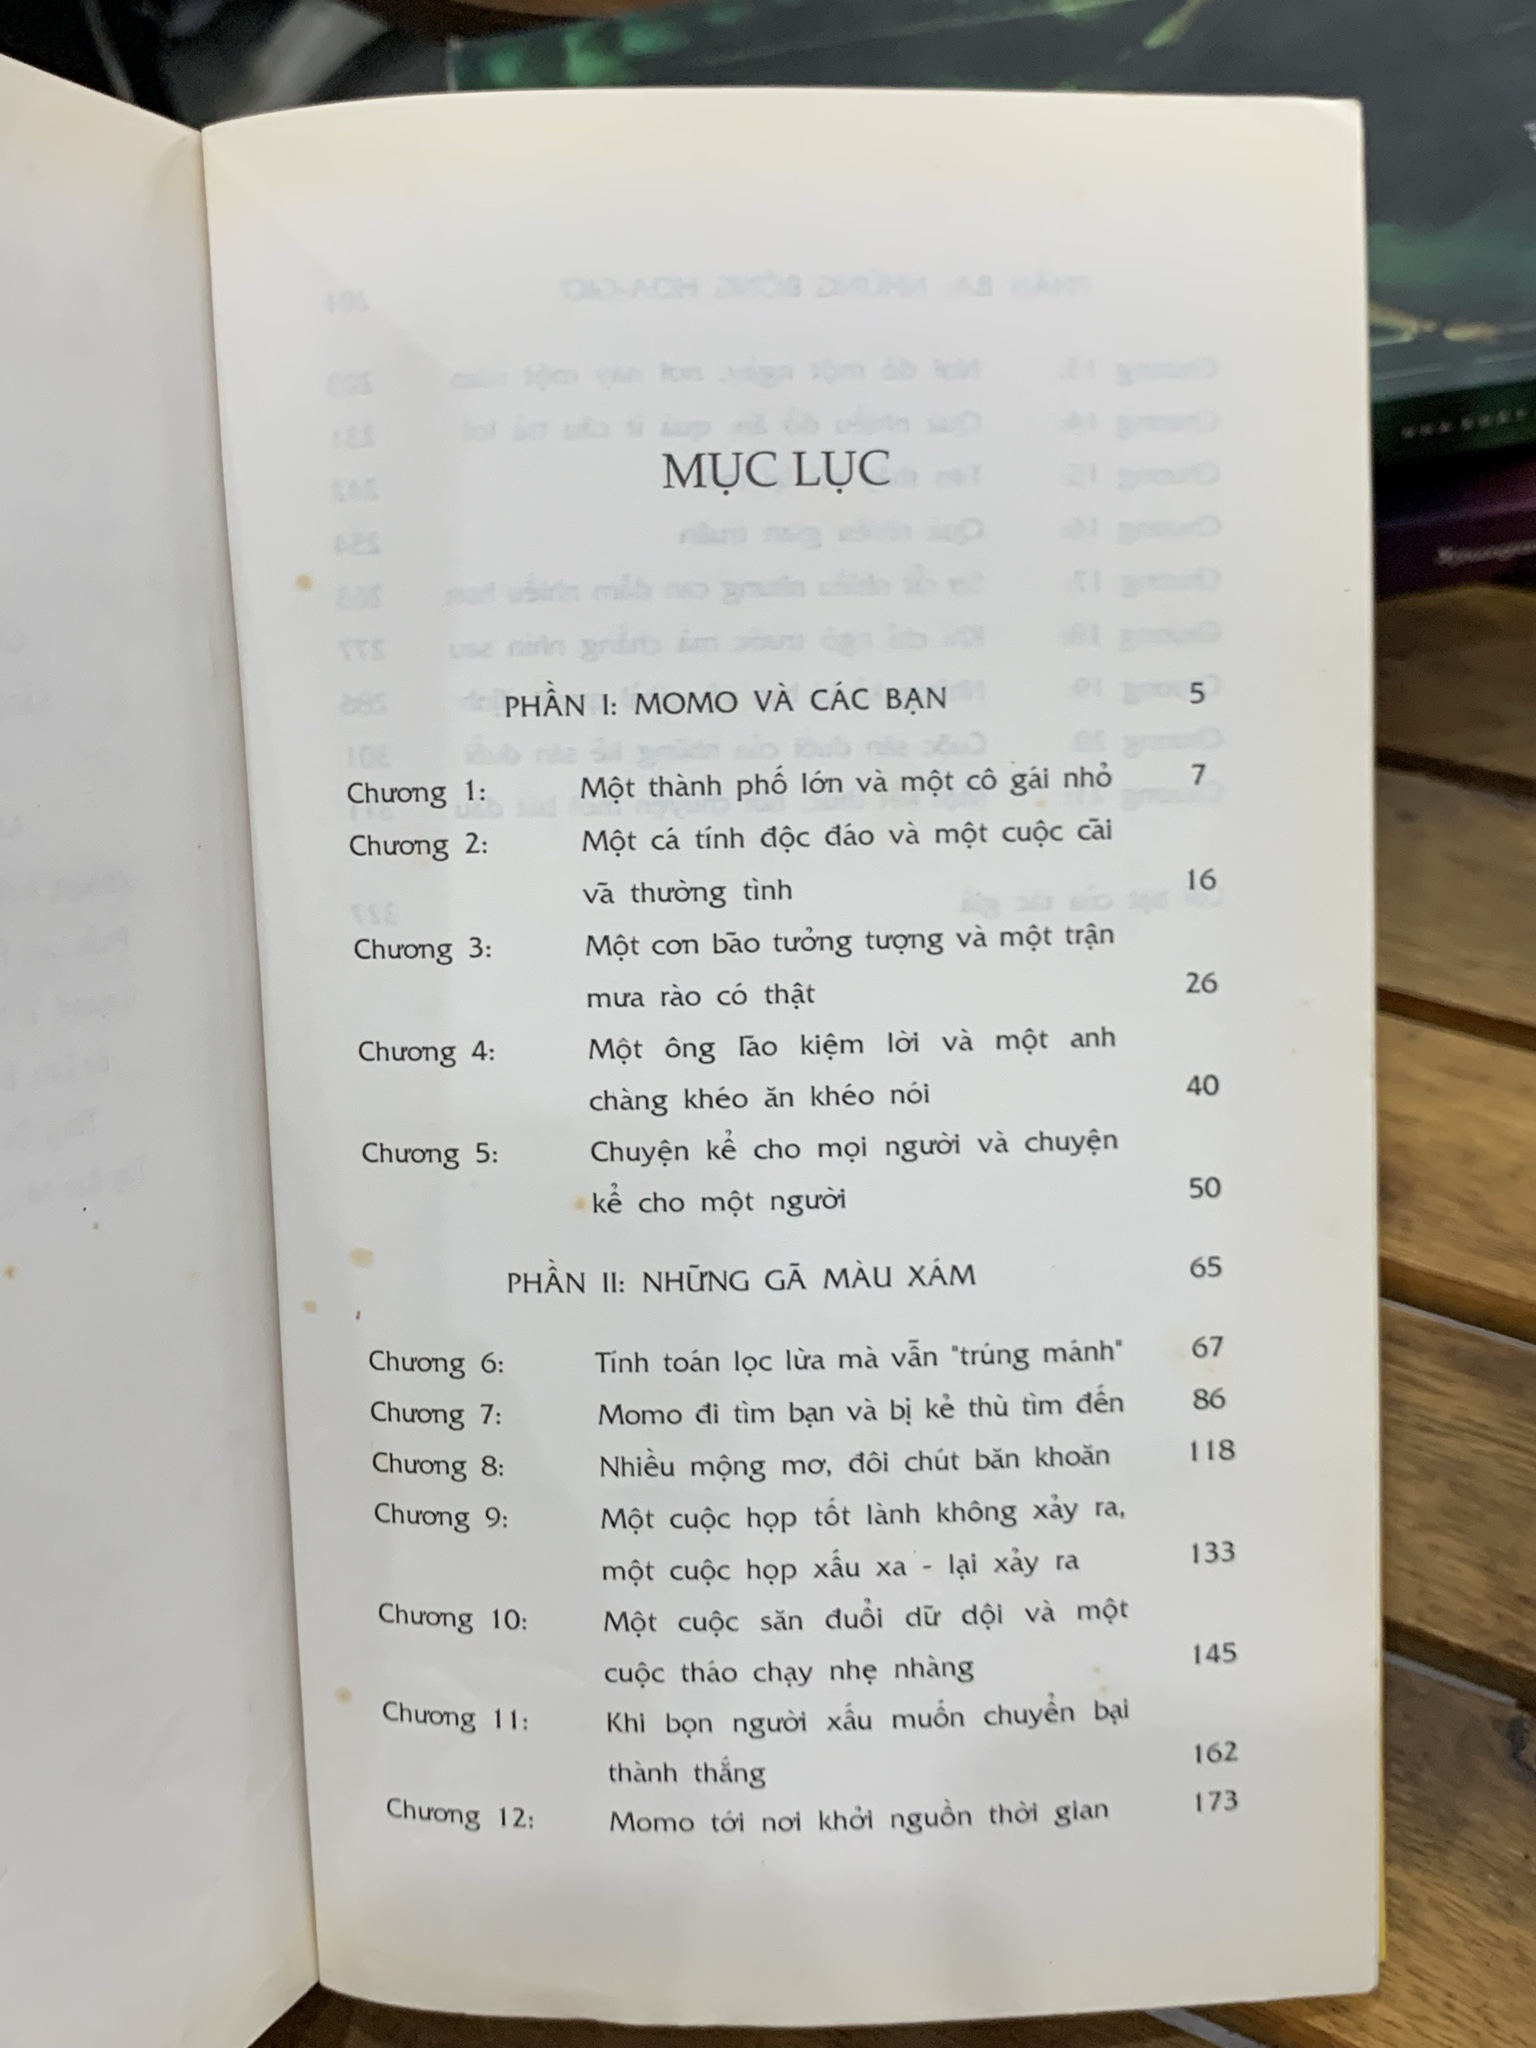 MỤC LỤC
PHẦN I: MOMO VÀ CÁC BẠN 5
Chương 1: Một thành phố lớn và một cô gái nhỏ 7
Chương 2: Một cá tính độc đáo và một cuộc cãi
vã thường tình 16
Chương 3: Một cơn bão tưởng tượng và một trận
mưa rào có thật 26
Chương 4: Một ông lão kiệm lời và một anh
chàng khéo ăn khéo nói 40
Chương 5: Chuyện kể cho mọi người và chuyện
kể cho một người 50
PHẦN II: NHỮNG GÃ MÀU XÁM 65
Chương 6: Tính toán lọc lừa mà vẫn "trúng mánh" 67
Chương 7: Momo đi tìm bạn và bị kẻ thù tìm đến 86
Chương 8: Nhiều mộng mơ, đôi chút băn khoăn 118
Chương 9: Một cuộc họp tốt lành không xảy ra,
một cuộc họp xấu xa - lại xảy ra 133
Chương 10: Một cuộc săn đuổi dữ dội và một
cuộc tháo chạy nhẹ nhàng 145
Chương 11: Khi bọn người xấu muốn chuyển bại
thành thắng 162
Chương 12: Momo tới nơi khởi nguồn thời gian 173